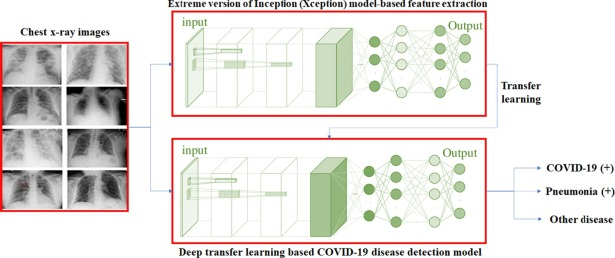 Extreme version of Inception (Xception) model-based feature extraction
Chest x-ray images
input
Output
Transfer
learning
input
Output
COVID-19 (+)
Pneumonia (+)
Other disease
Deep transfer learning based COVID-19 disease detection model